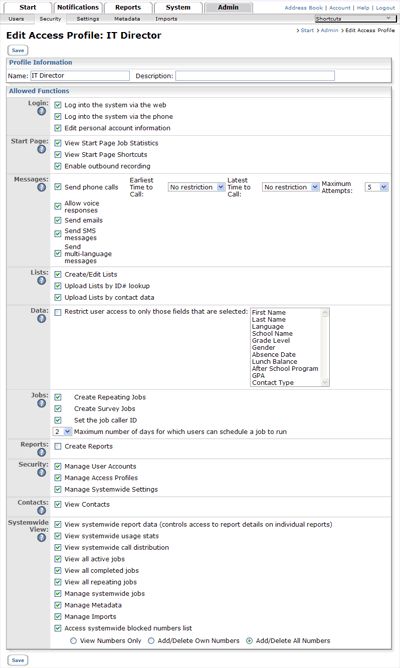 Start Notifications Reports System Admin
Address Book | Account | Help | Logout
Users Security Settings Metadata Imports
Shortcuts
Edit Access Profile: IT Director
> Start > Admin > Edit Access Profile
Save
Profile Information
Name: IT Director Description:
Allowed Functions
Login:
Log into the system via the web
Log into the system via the phone
Edit personal account information
Start Page:
View Start Page Job Statistics
View Start Page Shortcuts
Enable outbound recording
Messages:
Send phone calls
Earliest Time to Call: No restriction
Latest Time to Call: No restriction
Maximum Attempts: 5
Allow voice responses
Send emails
Send SMS messages
Send multi-language messages
Lists:
Create/Edit Lists
Upload Lists by ID# lookup
Upload Lists by contact data
Data:
Restrict user access to only those fields that are selected:
First Name
Last Name
Language
School Name
Grade Level
Gender
Absence Date
Lunch Balance
After School Program
GPA
Contact Type
Jobs:
Create Repeating Jobs
Create Survey Jobs
Set the job caller ID
2 Maximum number of days for which users can schedule a job to run
Reports:
Create Reports
Security:
Manage User Accounts
Manage Access Profiles
Manage Systemwide Settings
Contacts:
View Contacts
Systemwide View:
View systemwide report data (controls access to report details on individual reports)
View systemwide usage stats
View systemwide call distribution
View all active jobs
View all completed jobs
View all repeating jobs
Manage systemwide jobs
Manage Metadata
Manage Imports
Access systemwide blocked numbers list
View Numbers Only Add/Delete Own Numbers Add/Delete All Numbers
Save